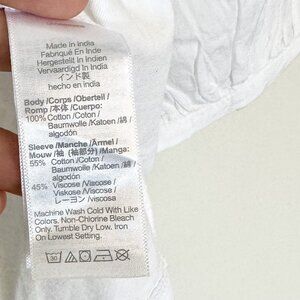 Made in India
Fabriqué En Inde
Hergestellt in Indien
Vervaardigd In India
インド製
hecho en india
Body/Corps/Oberteil/
Romp/本体/Cuerpo:
100% Cotton/Coton/
Baumwolle/Katoen/綿/
algodón
Sleeve/Manche/Ärmel/
Mouw/袖 (袖部分)/Manga:
55% Cotton/Coton/
Baumwolle/Katoen/綿/
algodón
45% Viscose/Viscose/
Viskose/Viscose/
レーヨン/viscosa
Machine Wash Cold With Like
Colors. Non-Chlorine Bleach
Only. Tumble Dry Low. Iron
On Lowest Setting.
30